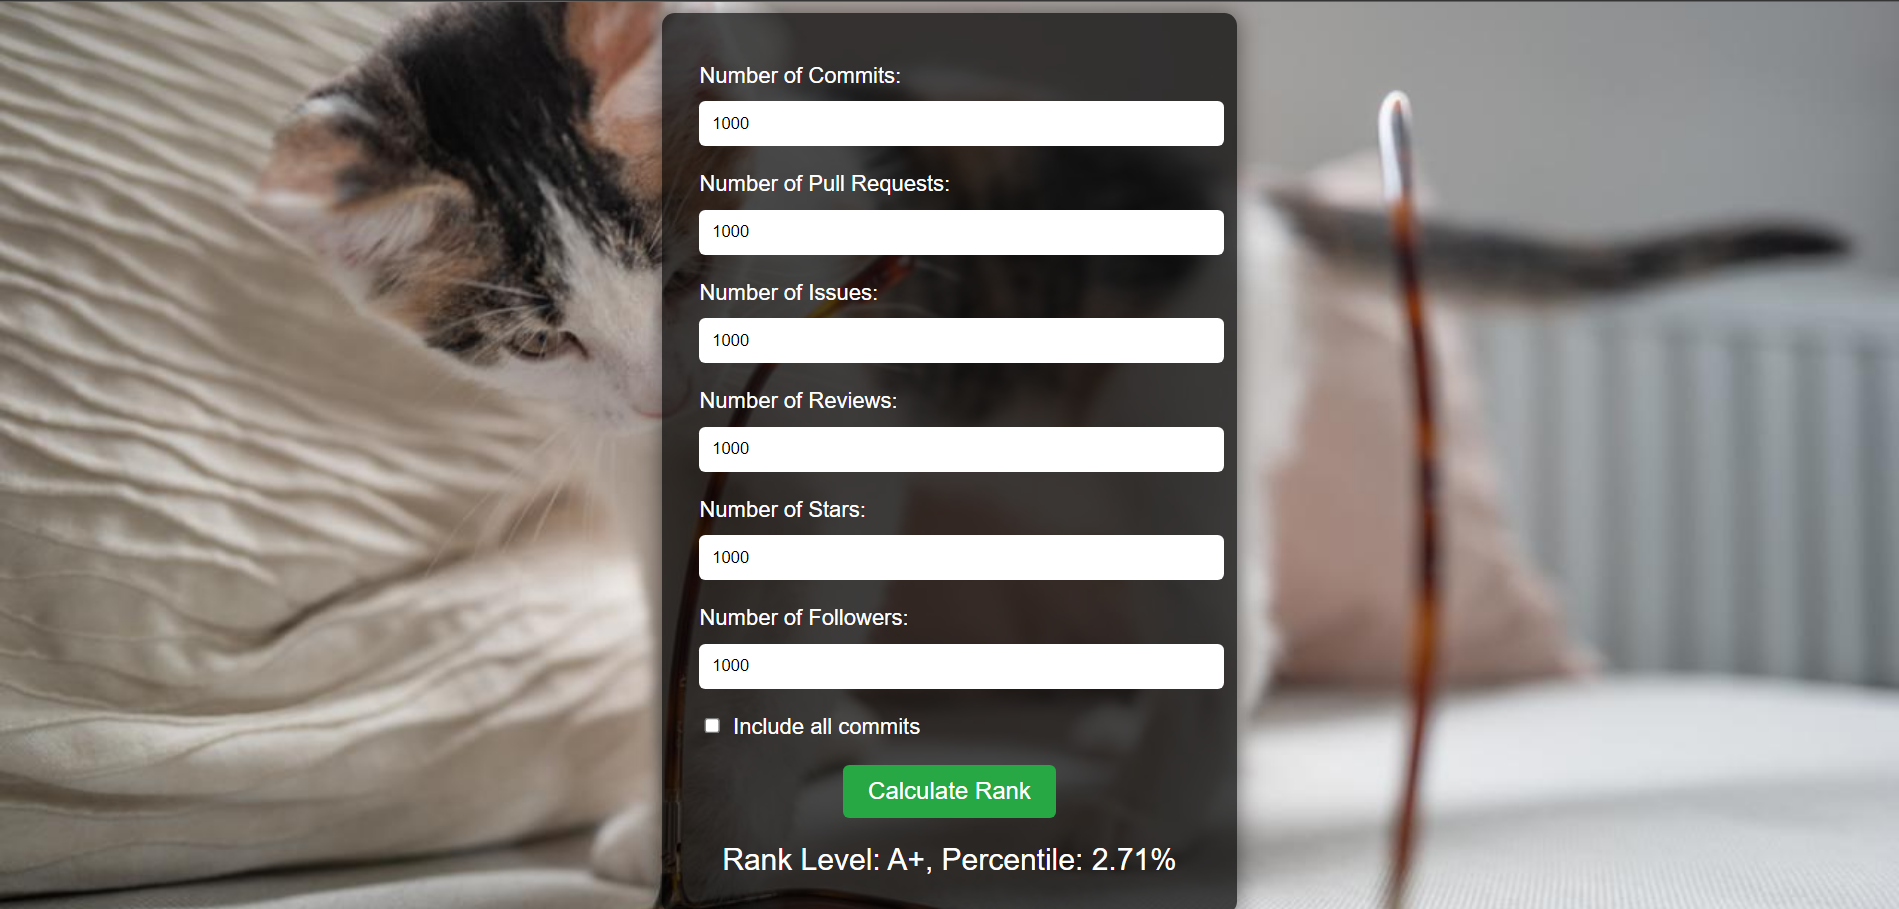 Number of Commits:
1000
Number of Pull Requests:
1000
Number of Issues:
1000
Number of Reviews:
1000
Number of Stars:
1000
Number of Followers:
1000
Include all commits
Calculate Rank
Rank Level: A+, Percentile: 2.71%